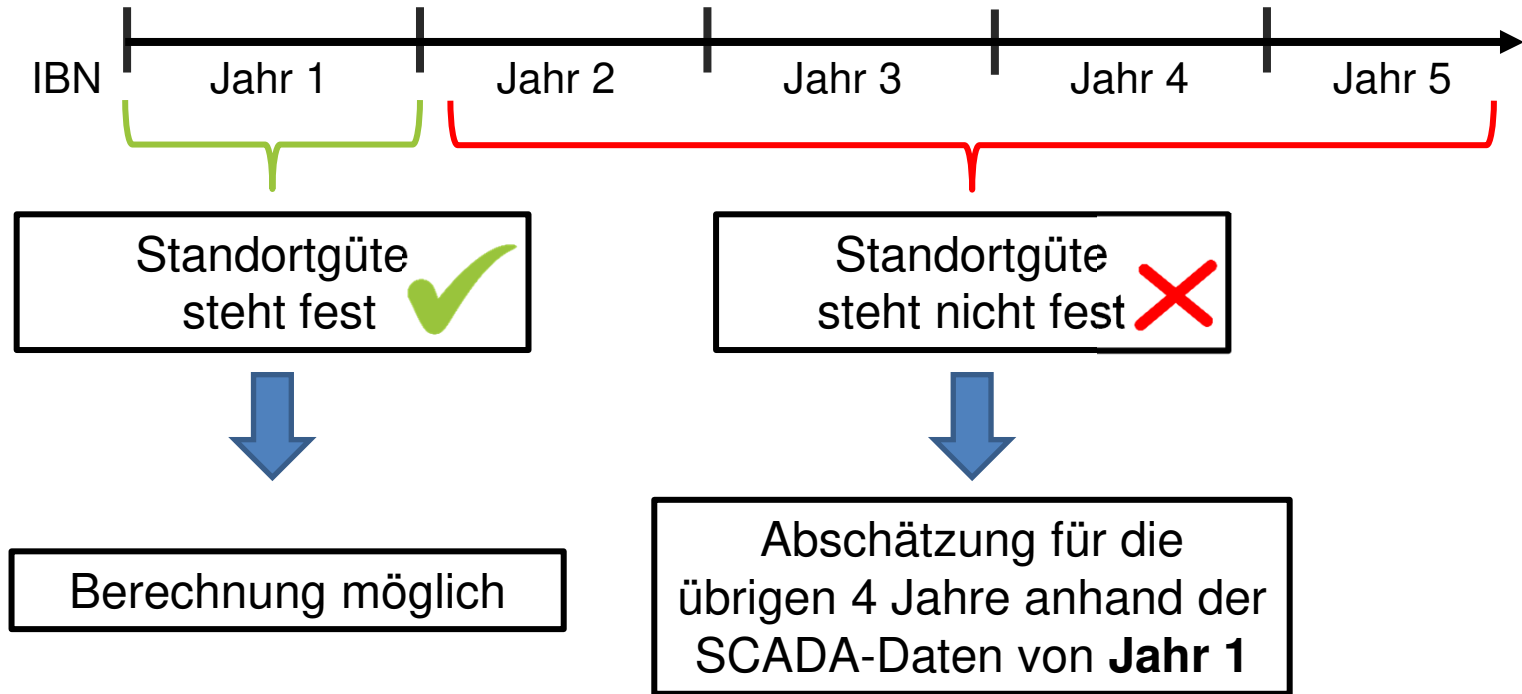 IBN Jahr 1 Jahr 2 Jahr 3 Jahr 4 Jahr 5
Standortgüte
steht fest
Standortgüte
steht nicht fest
Berechnung möglich
Abschätzung für die
übrigen 4 Jahre anhand der
SCADA-Daten von Jahr 1